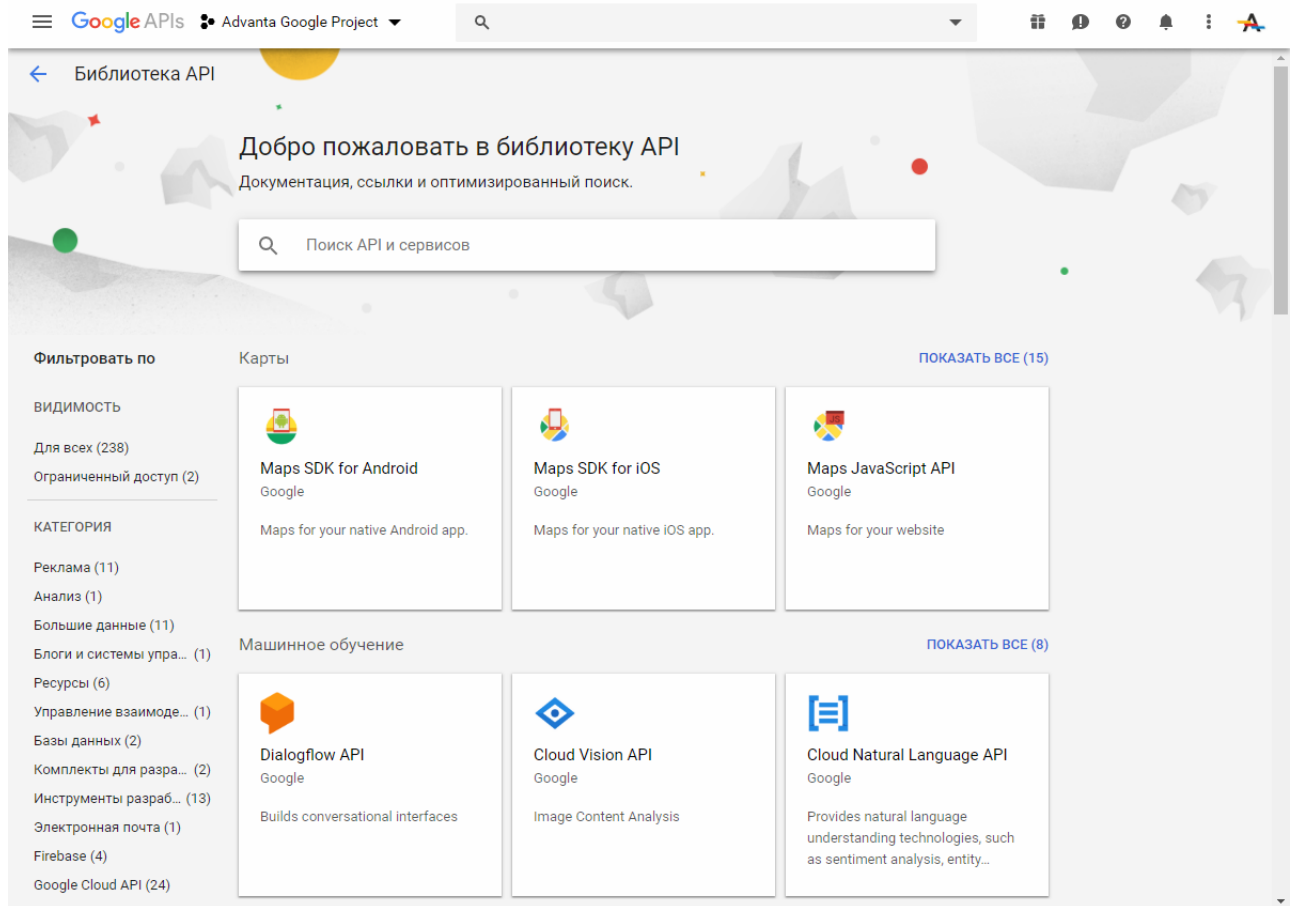 Google APIs Advanta Google Project
Библиотека API
Добро пожаловать в библиотеку API
Документация, ссылки и оптимизированный поиск.
Поиск API и сервисов
Фильтровать по
ВИДИМОСТЬ
Для всех (238)
Ограниченный доступ (2)
КАТЕГОРИЯ
Реклама (11)
Анализ (1)
Большие данные (11)
Блоги и системы упра... (1)
Ресурсы (6)
Управление взаимоде... (1)
Базы данных (2)
Комплекты для разра... (2)
Инструменты разраб... (13)
Электронная почта (1)
Firebase (4)
Google Cloud API (24)
Карты
ПОКАЗАТЬ ВСЕ (15)
Maps SDK for Android
Google
Maps for your native Android app.
Maps SDK for iOS
Google
Maps for your native iOS app.
JS
Maps JavaScript API
Google
Maps for your website
Машинное обучение
ПОКАЗАТЬ ВСЕ (8)
Dialogflow API
Google
Builds conversational interfaces
Cloud Vision API
Google
Image Content Analysis
Cloud Natural Language API
Google
Provides natural language
understanding technologies, such
as sentiment analysis, entity...